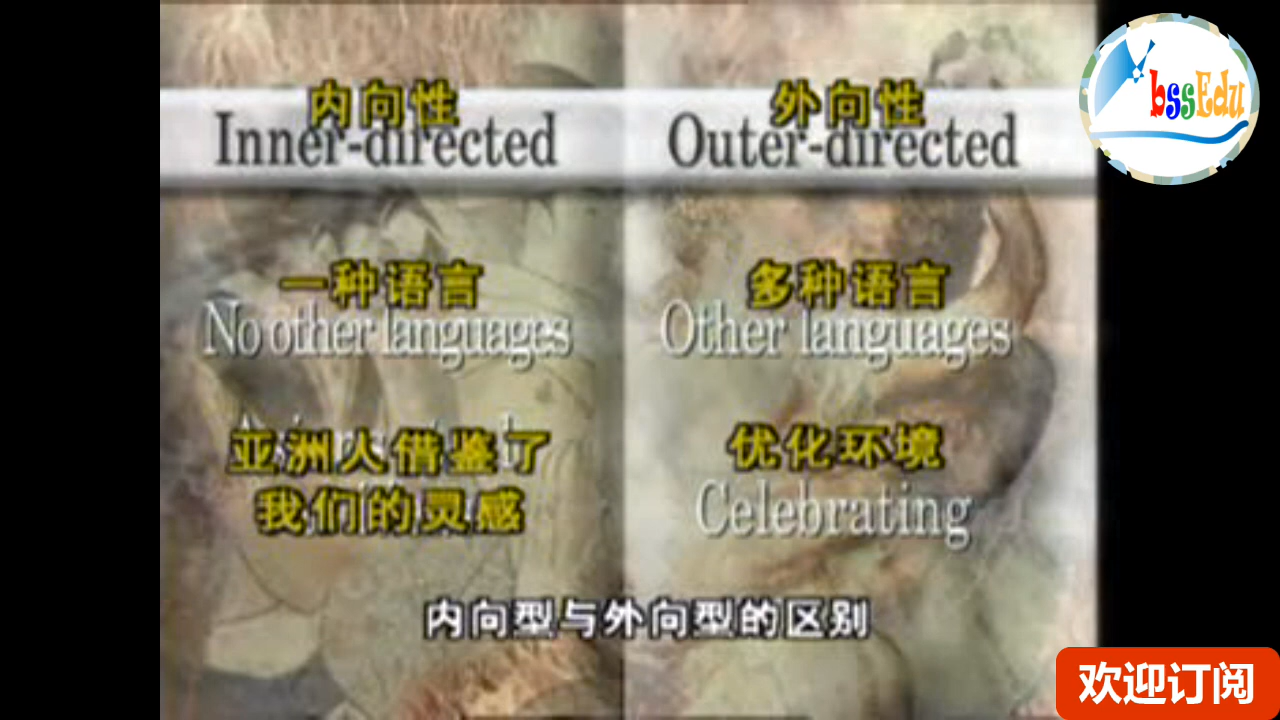 内向性
Inner-directed
外向性
Outer-directed
bssEdu
一种语言
No other languages
多种语言
Other languages
亚洲人借鉴了
我们的灵感
优化环境
Celebrating
内向型与外向型的区别
欢迎订阅